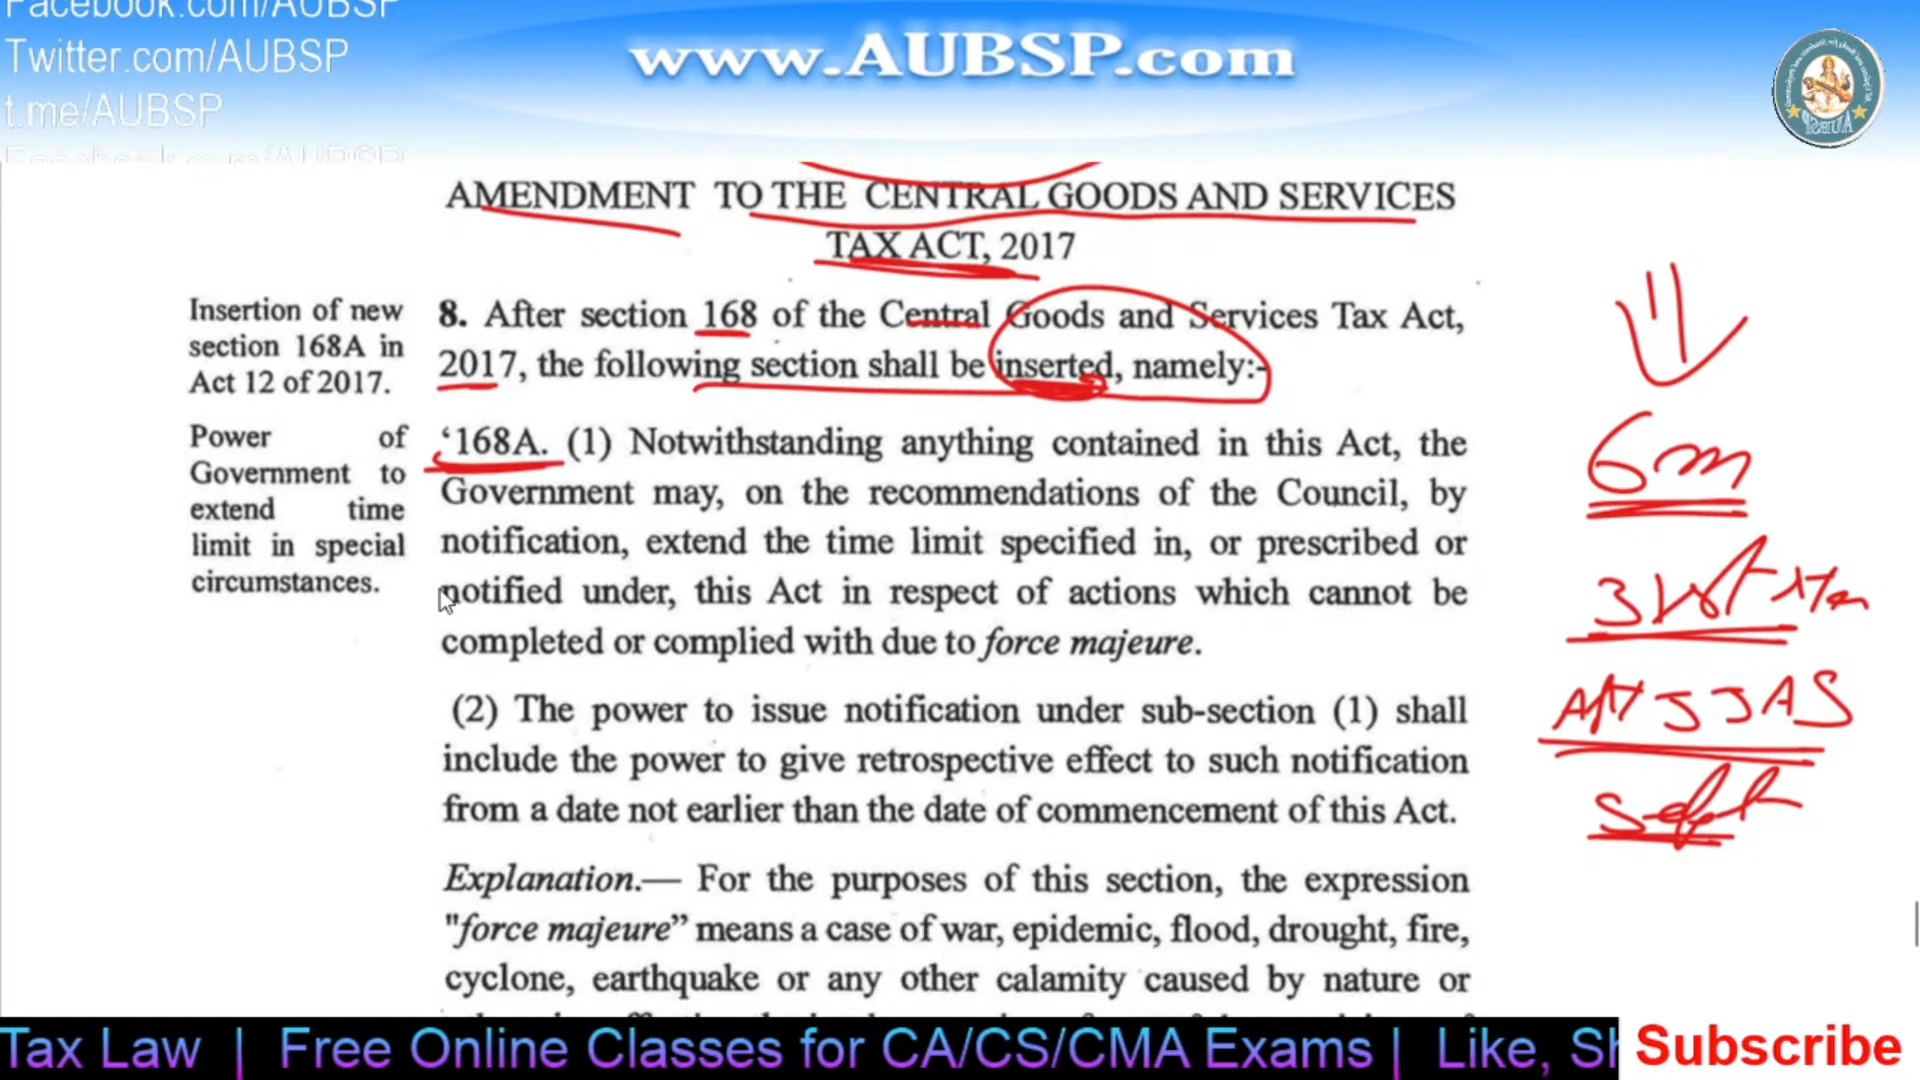 Facebook.com/AUBSP
Twitter.com/AUBSP
t.me/AUBSP
Facebook.com/AUBSP
www.AUBSP.com
AUBSP
AMENDMENT TO THE CENTRAL GOODS AND SERVICES
TAX ACT, 2017
Insertion of new
section 168A in
Act 12 of 2017.
8. After section 168 of the Central Goods and Services Tax Act,
2017, the following section shall be inserted, namely:-
Power of
Government to
extend time
limit in special
circumstances.
‘168A. (1) Notwithstanding anything contained in this Act, the
Government may, on the recommendations of the Council, by
notification, extend the time limit specified in, or prescribed or
notified under, this Act in respect of actions which cannot be
completed or complied with due to force majeure.
(2) The power to issue notification under sub-section (1) shall
include the power to give retrospective effect to such notification
from a date not earlier than the date of commencement of this Act.
Explanation.— For the purposes of this section, the expression
"force majeure” means a case of war, epidemic, flood, drought, fire,
cyclone, earthquake or any other calamity caused by nature or
6m
31st
AMJJAS
Sept
Tax Law | Free Online Classes for CA/CS/CMA Exams | Like, Sh
Subscribe